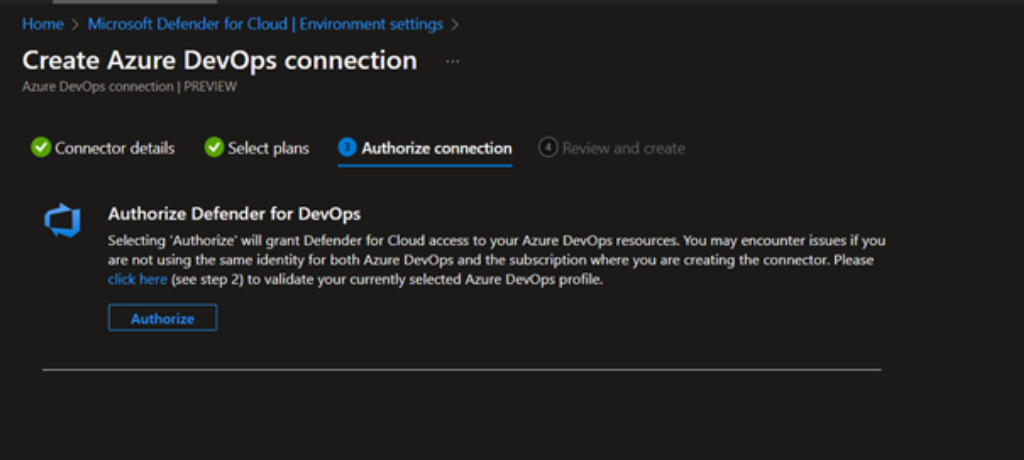 Home > Microsoft Defender for Cloud | Environment settings >
Create Azure DevOps connection ...
Azure DevOps connection | PREVIEW
Connector details Select plans 3 Authorize connection 4 Review and create
Authorize Defender for DevOps
Selecting 'Authorize' will grant Defender for Cloud access to your Azure DevOps resources. You may encounter issues if you
are not using the same identity for both Azure DevOps and the subscription where you are creating the connector. Please
click here (see step 2) to validate your currently selected Azure DevOps profile.
Authorize